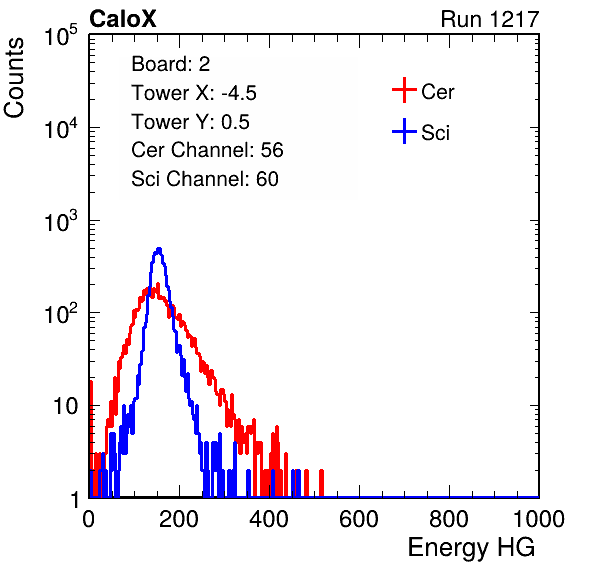 CaloX Run 1217
Counts
10^5
10^4
10^3
10^2
10
1
Board: 2
Tower X: -4.5
Tower Y: 0.5
Cer Channel: 56
Sci Channel: 60
Cer
Sci
0 200 400 600 800 1000
Energy HG